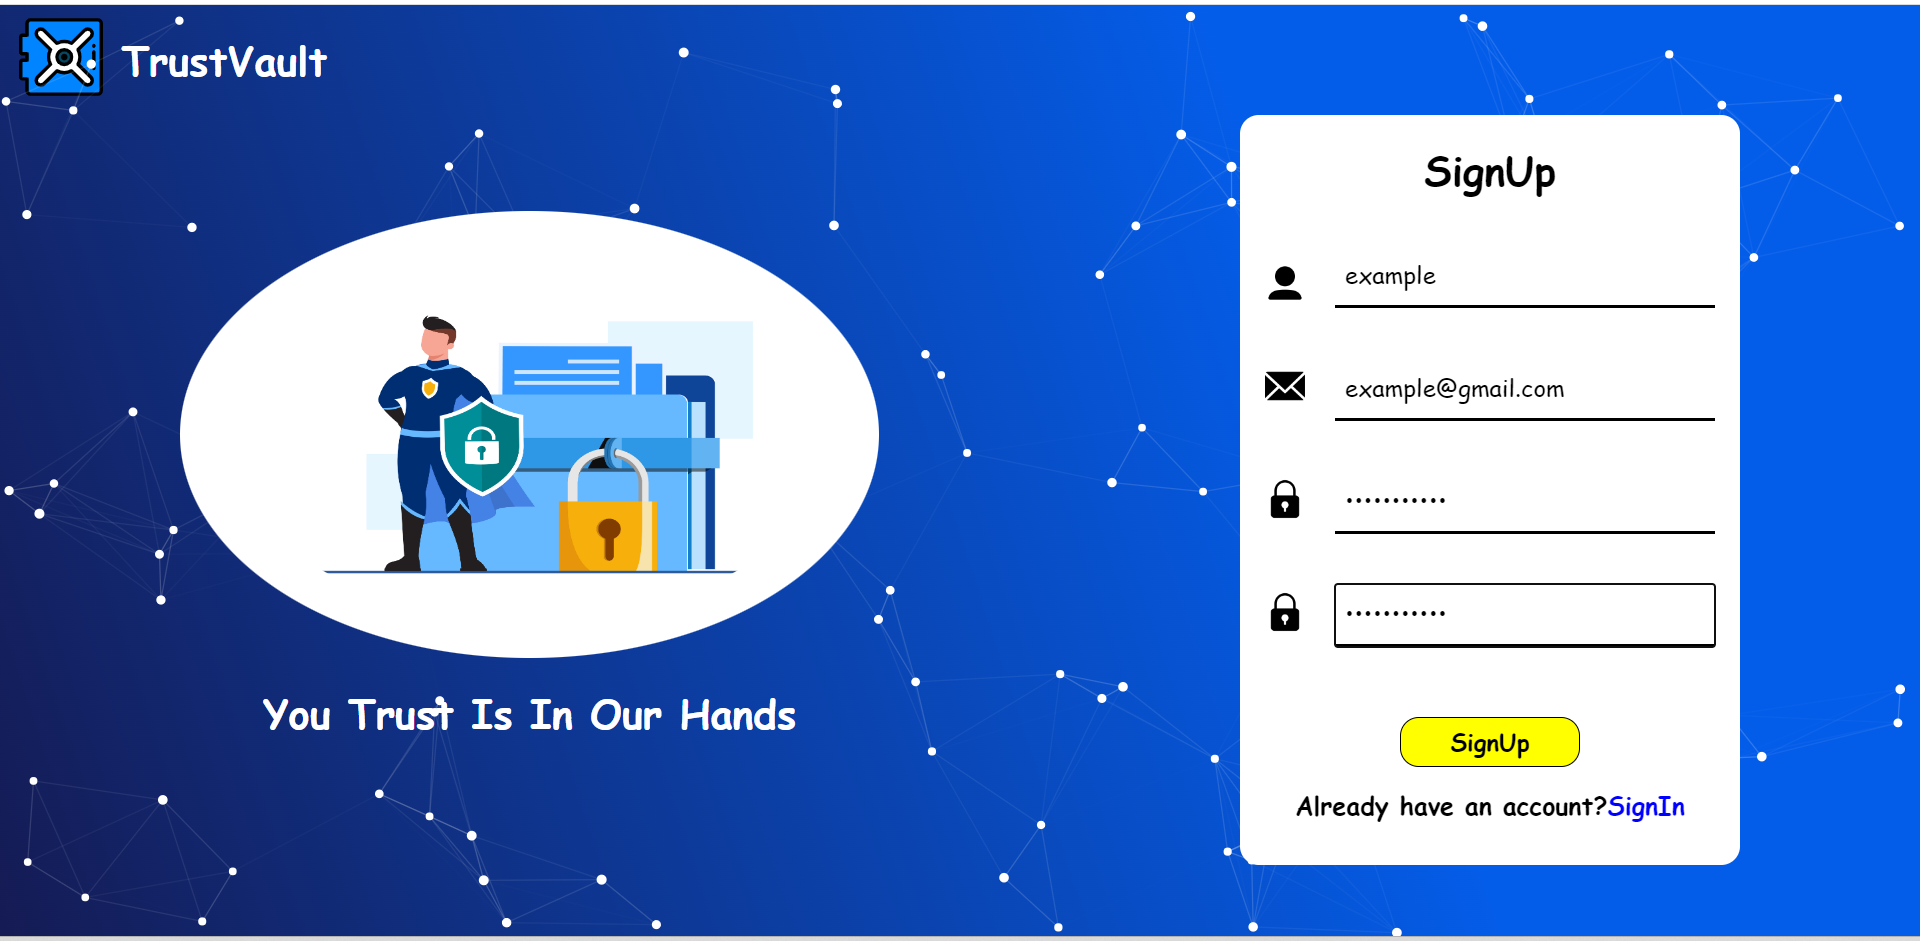 TrustVault
You Trust Is In Our Hands
SignUp
example
example@gmail.com
•••••••••••
•••••••••••
SignUp
Already have an account?SignIn